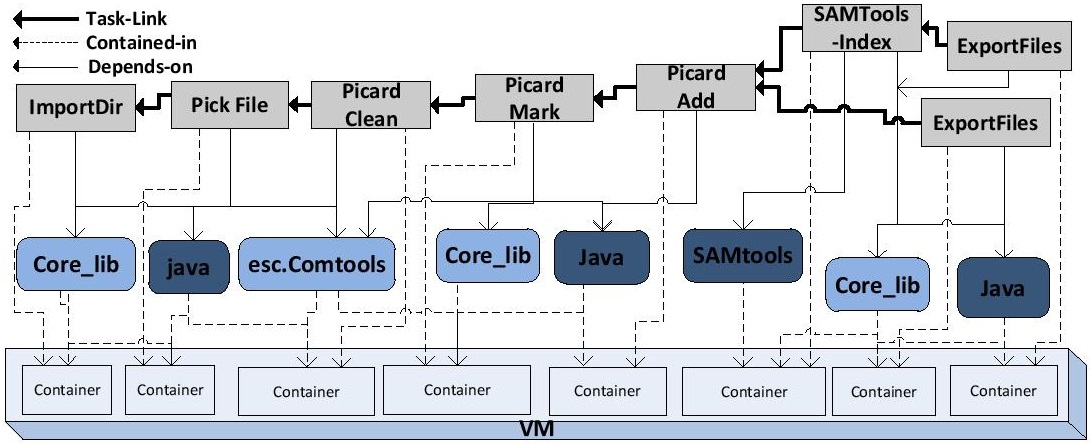 Task-Link
Contained-in
Depends-on
SAMTools
-Index
ExportFiles
ImportDir
Pick File
Picard
Clean
Picard
Mark
Picard
Add
ExportFiles
Core_lib
java
esc.Comtools
Core_lib
Java
SAMtools
Core_lib
Java
Container
Container
Container
Container
Container
Container
Container
Container
VM